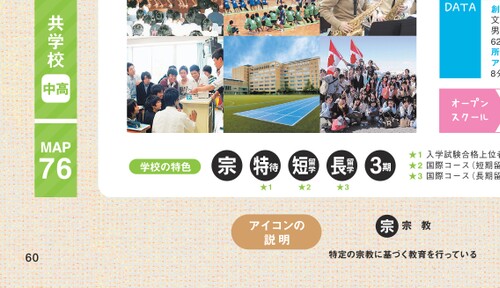 共学校
中高
MAP
76
DATA
創
文
男
62
所
ア
8分
オープン
スクール
学校の特色
宗 特待 短留学 長留学 3期
★1 ★2 ★3
★1 入学試験合格上位者
★2 国際コース（短期留
★3 国際コース（長期留
アイコンの
説明
宗 宗教
特定の宗教に基づく教育を行っている
60